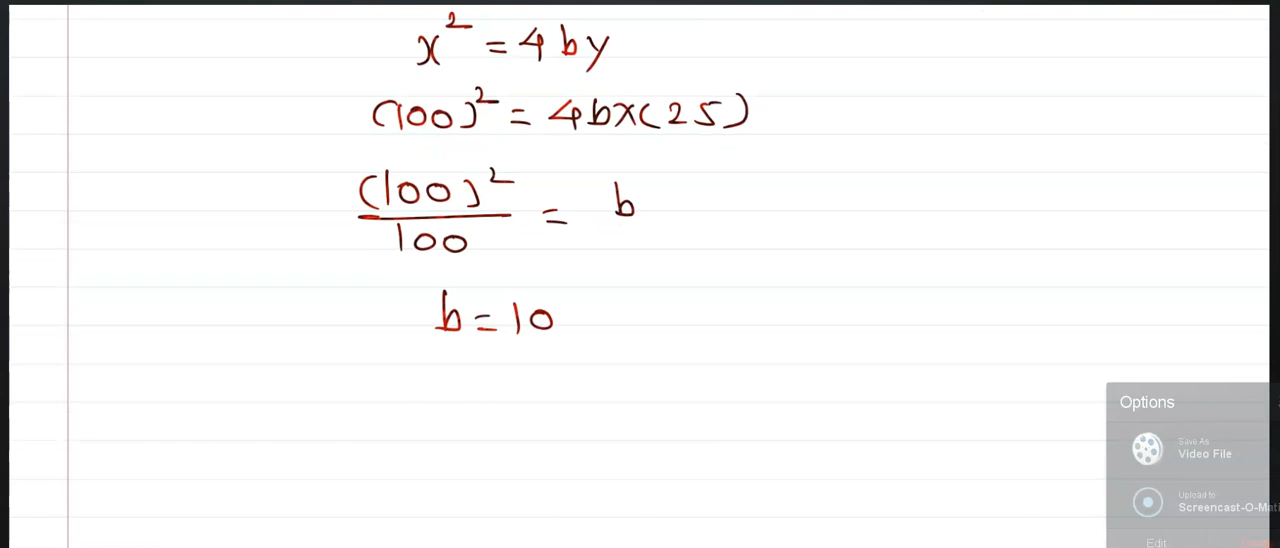 x² = 4by
(100)² = 4bx(25)
(100)²/100 = b
b = 10
Options
Save As
Video File
Upload to
Screencast-O-Mati
Edit